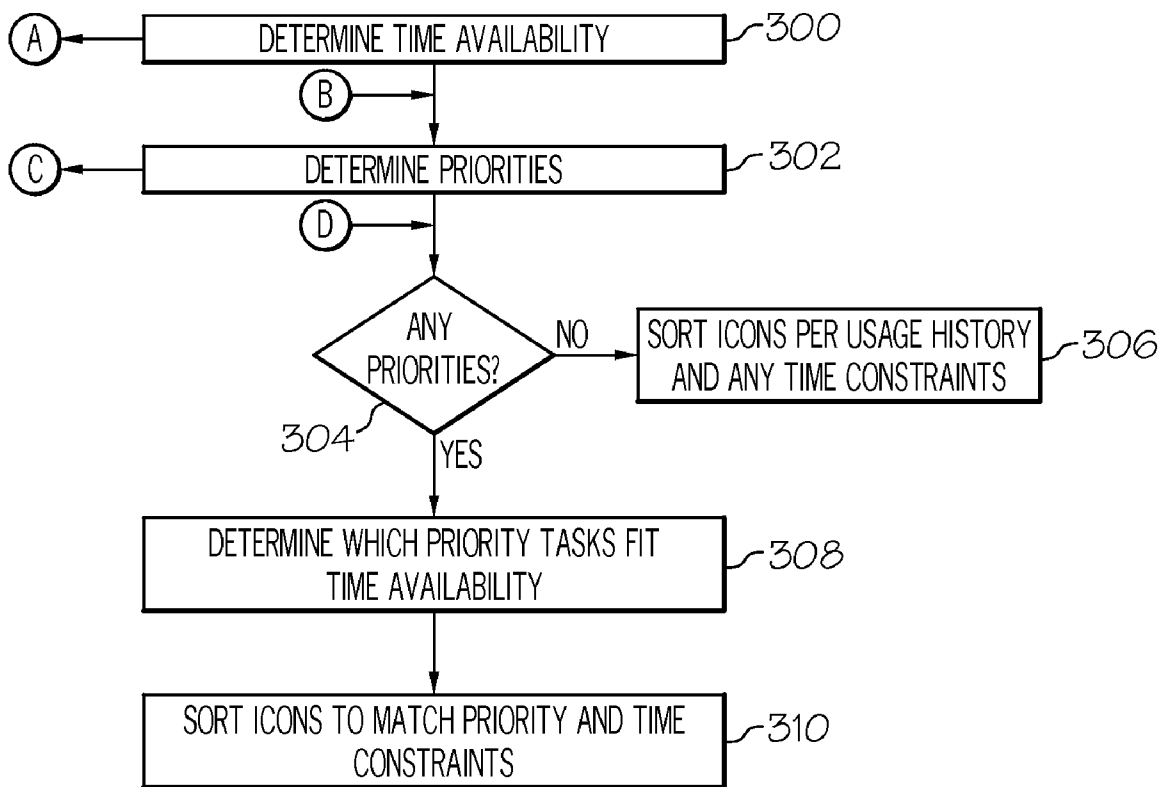 A
DETERMINE TIME AVAILABILITY
300
B
C
DETERMINE PRIORITIES
302
D
ANY
PRIORITIES?
304
NO
SORT ICONS PER USAGE HISTORY
AND ANY TIME CONSTRAINTS
306
YES
DETERMINE WHICH PRIORITY TASKS FIT
TIME AVAILABILITY
308
SORT ICONS TO MATCH PRIORITY AND TIME
CONSTRAINTS
310